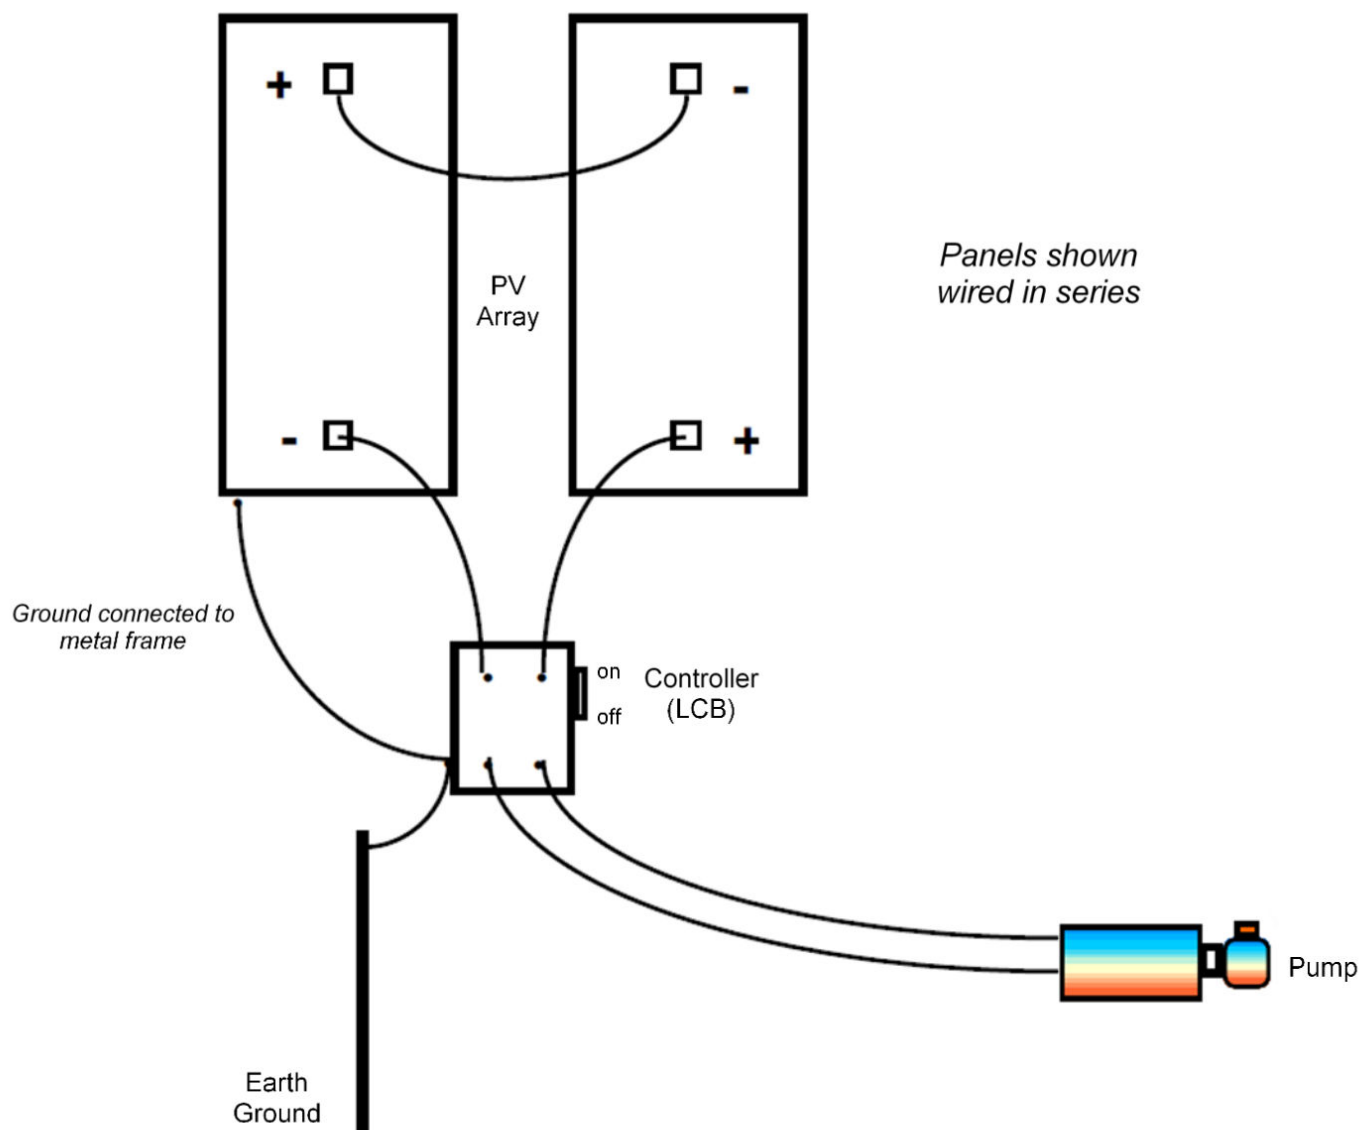 +
-
PV
Array
Panels shown
wired in series
-
+
Ground connected to
metal frame
on
off
Controller
(LCB)
Pump
Earth
Ground